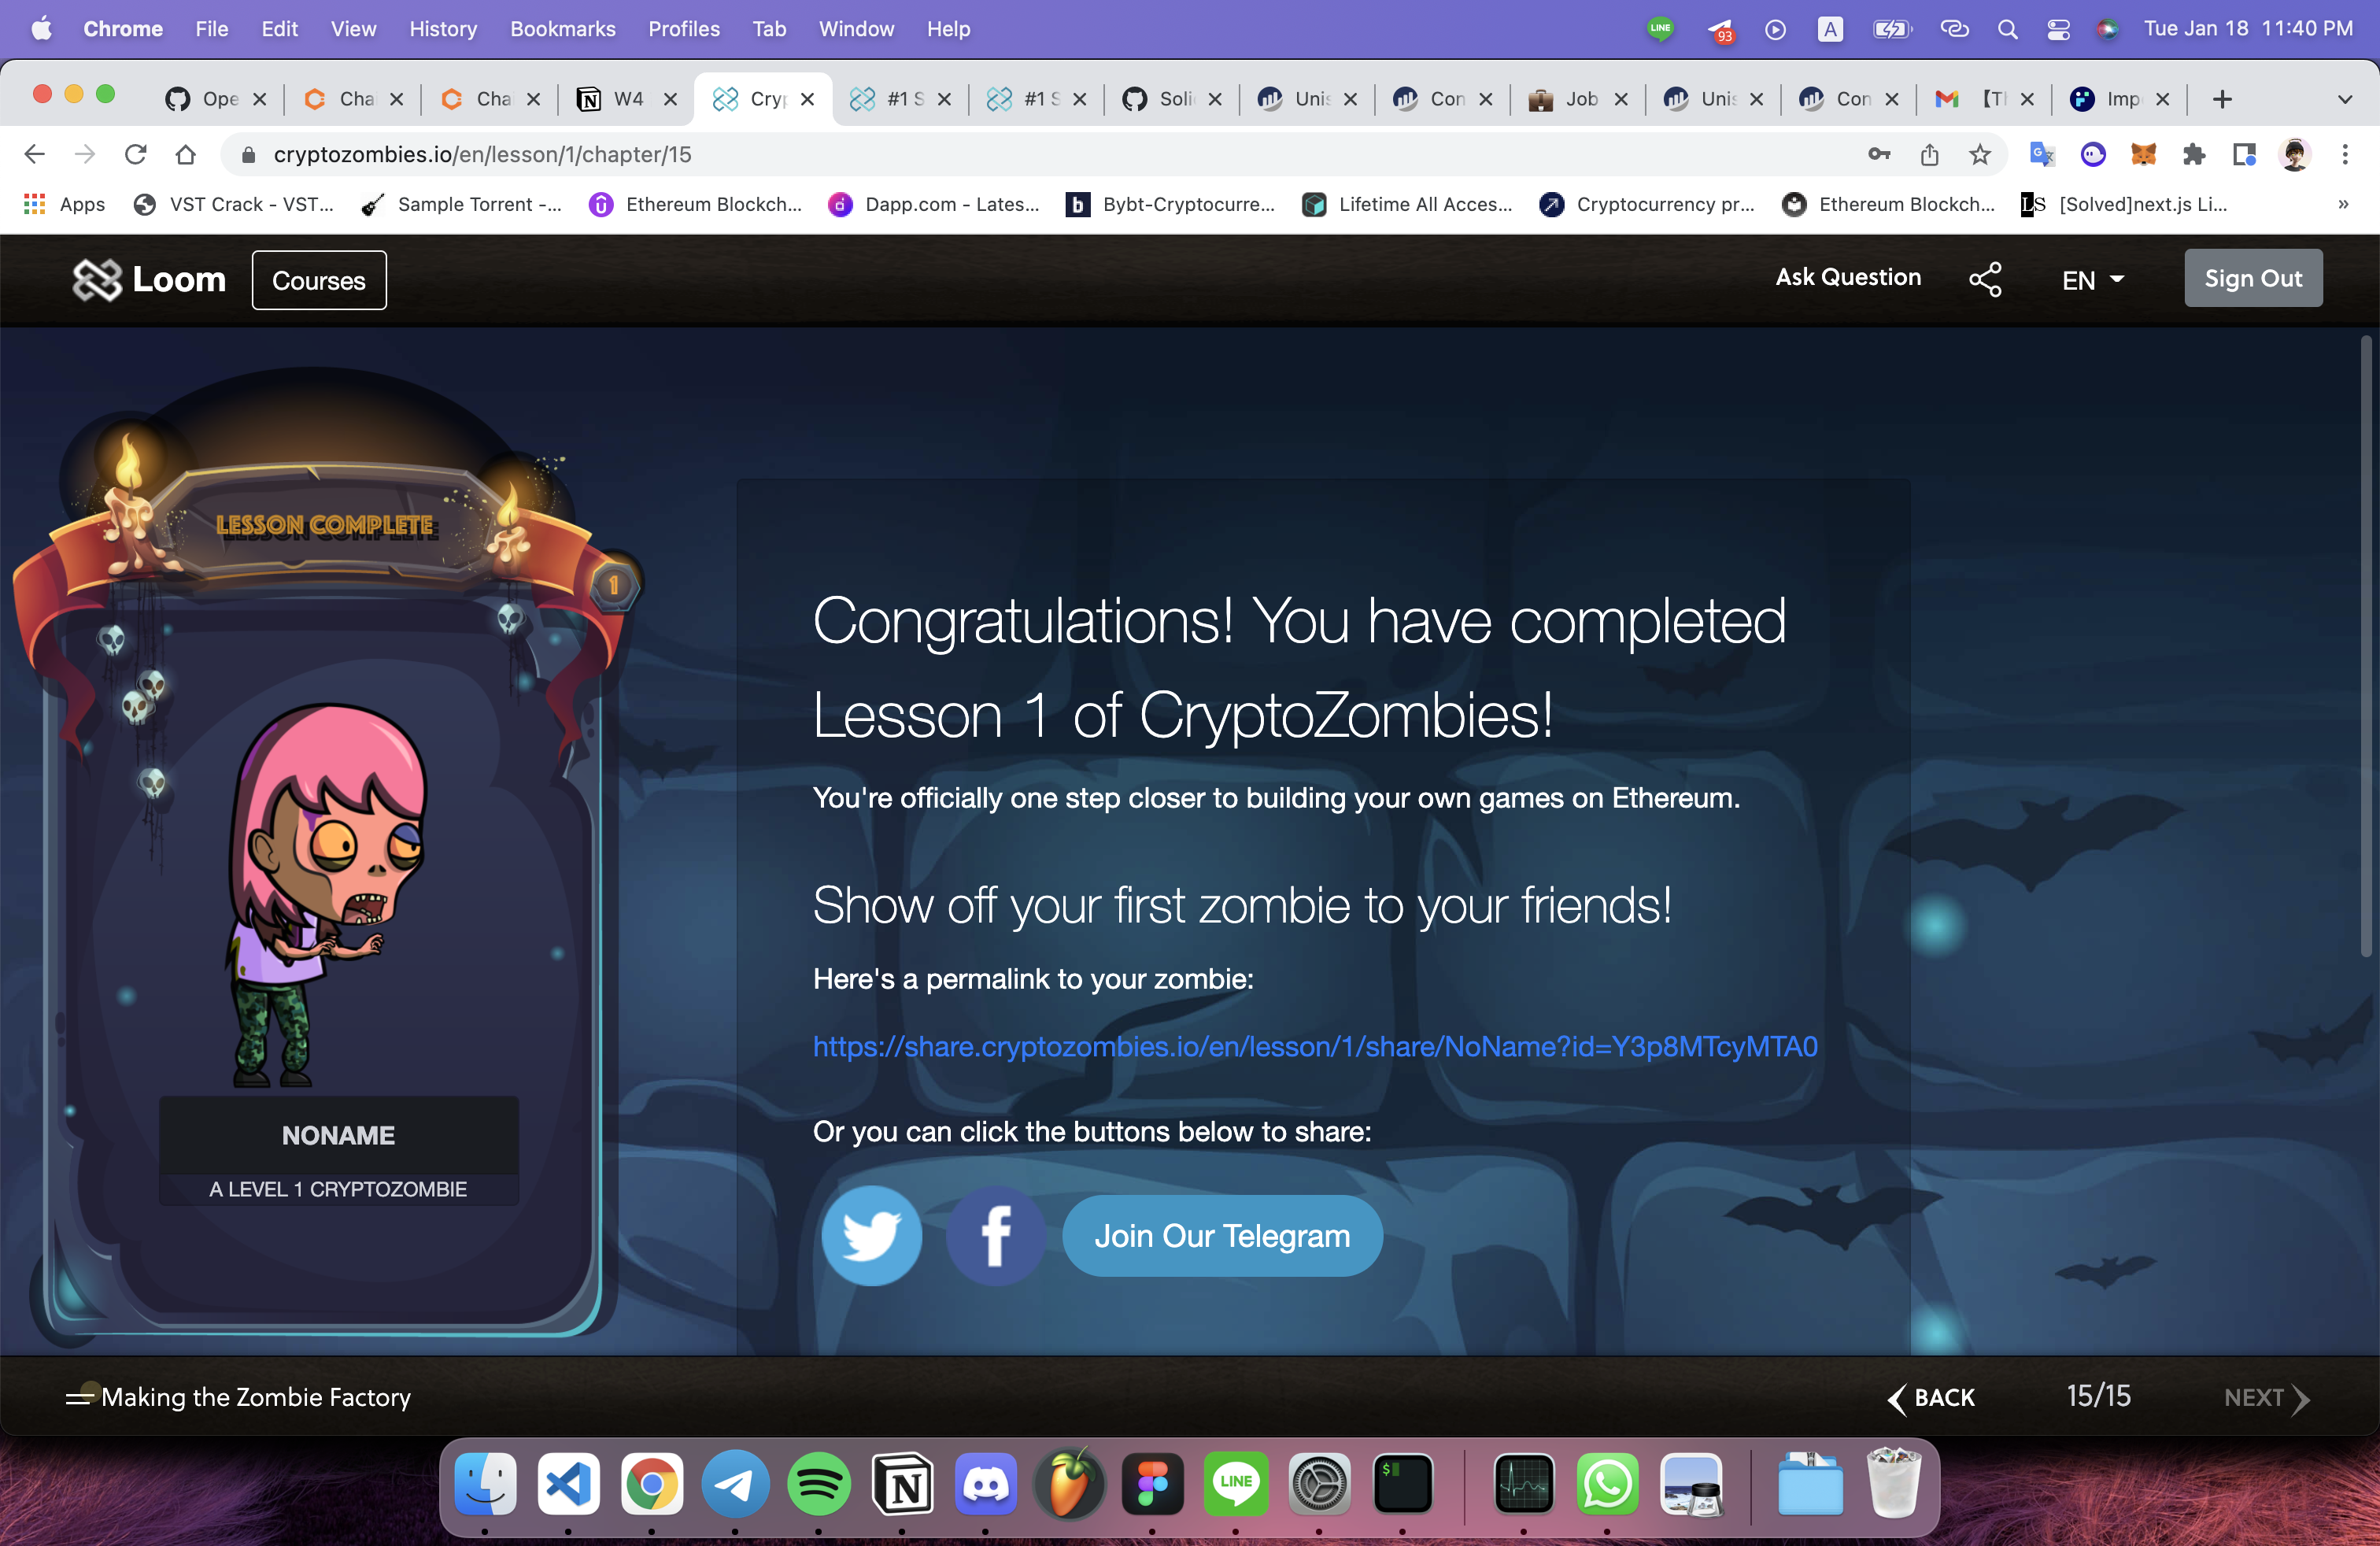 Chrome File Edit View History Bookmarks Profiles Tab Window Help
LINE 93 A Tue Jan 18 11:40 PM
Ope Cha Cha W4 Cryp #1 S #1 S Soli Unis Con Job Unis Con Imp
cryptozombies.io/en/lesson/1/chapter/15
Apps VST Crack - VST... Sample Torrent -... Ethereum Blockch... Dapp.com - Lates... Bybt-Cryptocurre... Lifetime All Acces... Cryptocurrency pr... Ethereum Blockch... [Solved]next.js Li... »
Loom Courses Ask Question EN Sign Out
LESSON COMPLETE
1
Congratulations! You have completed
Lesson 1 of CryptoZombies!
You're officially one step closer to building your own games on Ethereum.
Show off your first zombie to your friends!
Here's a permalink to your zombie:
https://share.cryptozombies.io/en/lesson/1/share/NoName?id=Y3p8MTcyMTA0
NONAME
A LEVEL 1 CRYPTOZOMBIE
Or you can click the buttons below to share:
Join Our Telegram
Making the Zombie Factory BACK 15/15 NEXT
LINE